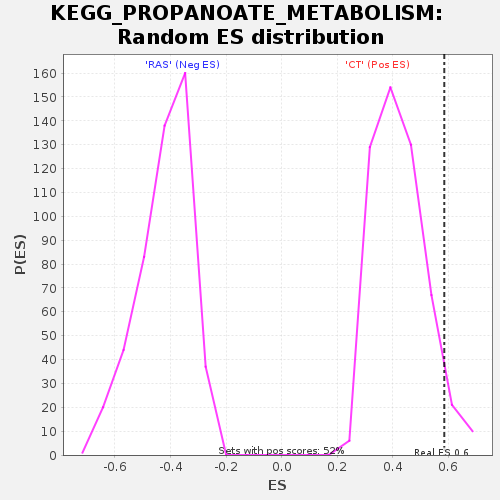 KEGG_PROPANOATE_METABOLISM:
Random ES distribution
'RAS' (Neg ES) 'CT' (Pos ES)
160
150
140
130
120
110
100
90
80
70
60
50
40
30
20
10
0
P(ES)
Sets with pos scores: 52%
Real ES 0.6
-0.6 -0.4 -0.2 0.0 0.2 0.4 0.6
ES